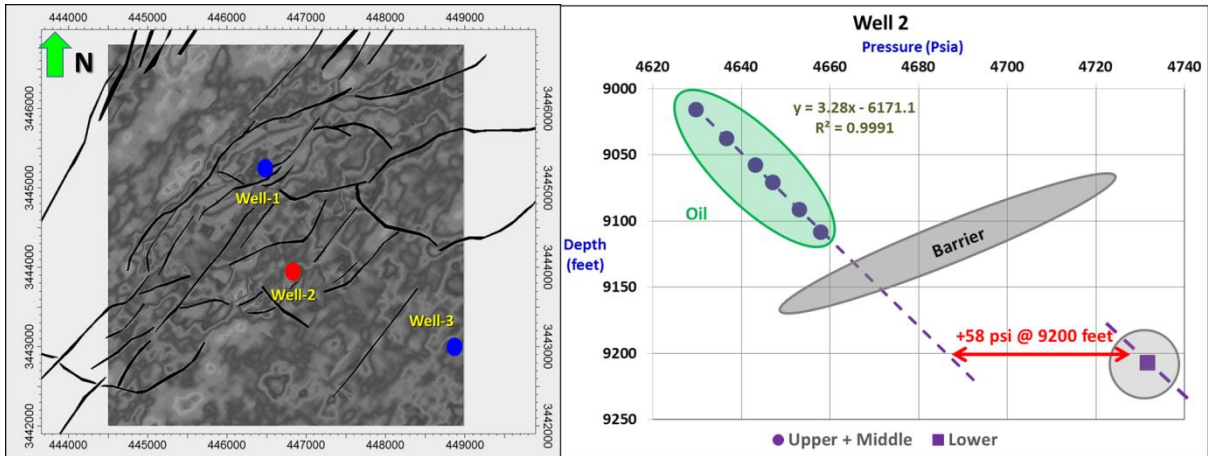 444000 445000 446000 447000 448000 449000
N
3446000
3445000
3444000
3443000
3442000
3446000
3445000
3444000
3443000
3442000
Well-1
Well-2
Well-3
444000 445000 446000 447000 448000 449000
Well 2
Pressure (Psia)
4620 4640 4660 4680 4700 4720 4740
9000
9050
9100
9150
9200
9250
Depth
(feet)
y = 3.28x - 6171.1
R² = 0.9991
Oil
Barrier
+58 psi @ 9200 feet
Upper + Middle Lower